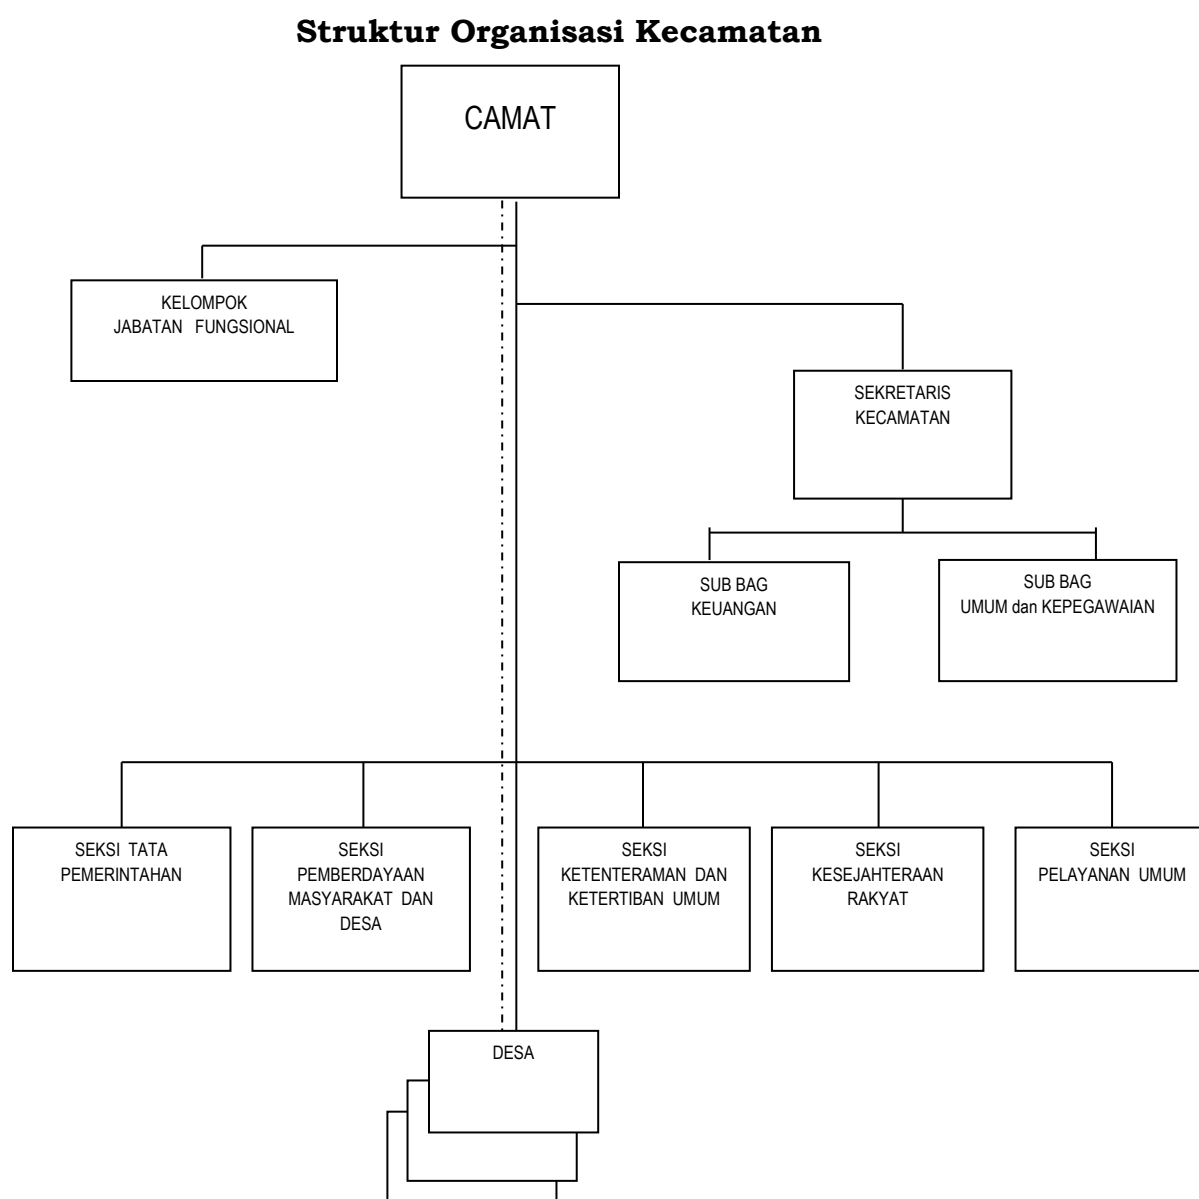 Struktur Organisasi Kecamatan
CAMAT
KELOMPOK
JABATAN FUNGSIONAL
SEKRETARIS
KECAMATAN
SUB BAG
KEUANGAN
SUB BAG
UMUM dan KEPEGAWAIAN
SEKSI TATA
PEMERINTAHAN
SEKSI
PEMBERDAYAAN
MASYARAKAT DAN
DESA
SEKSI
KETENTERAMAN DAN
KETERTIBAN UMUM
SEKSI
KESEJAHTERAAN
RAKYAT
SEKSI
PELAYANAN UMUM
DESA